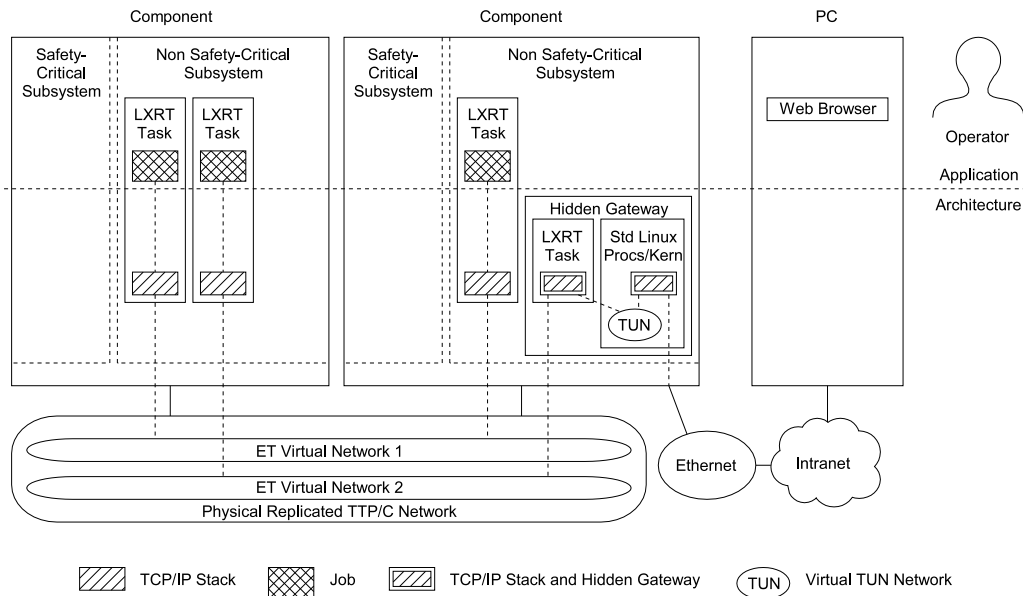 Component
Component
PC
Safety-
Critical
Subsystem
Non Safety-Critical
Subsystem
LXRT
Task
LXRT
Task
Safety-
Critical
Subsystem
Non Safety-Critical
Subsystem
LXRT
Task
Web Browser
Operator
Application
Architecture
Hidden Gateway
LXRT
Task
Std Linux
Procs/Kern
TUN
ET Virtual Network 1
ET Virtual Network 2
Physical Replicated TTP/C Network
Ethernet
Intranet
TCP/IP Stack
Job
TCP/IP Stack and Hidden Gateway
TUN
Virtual TUN Network